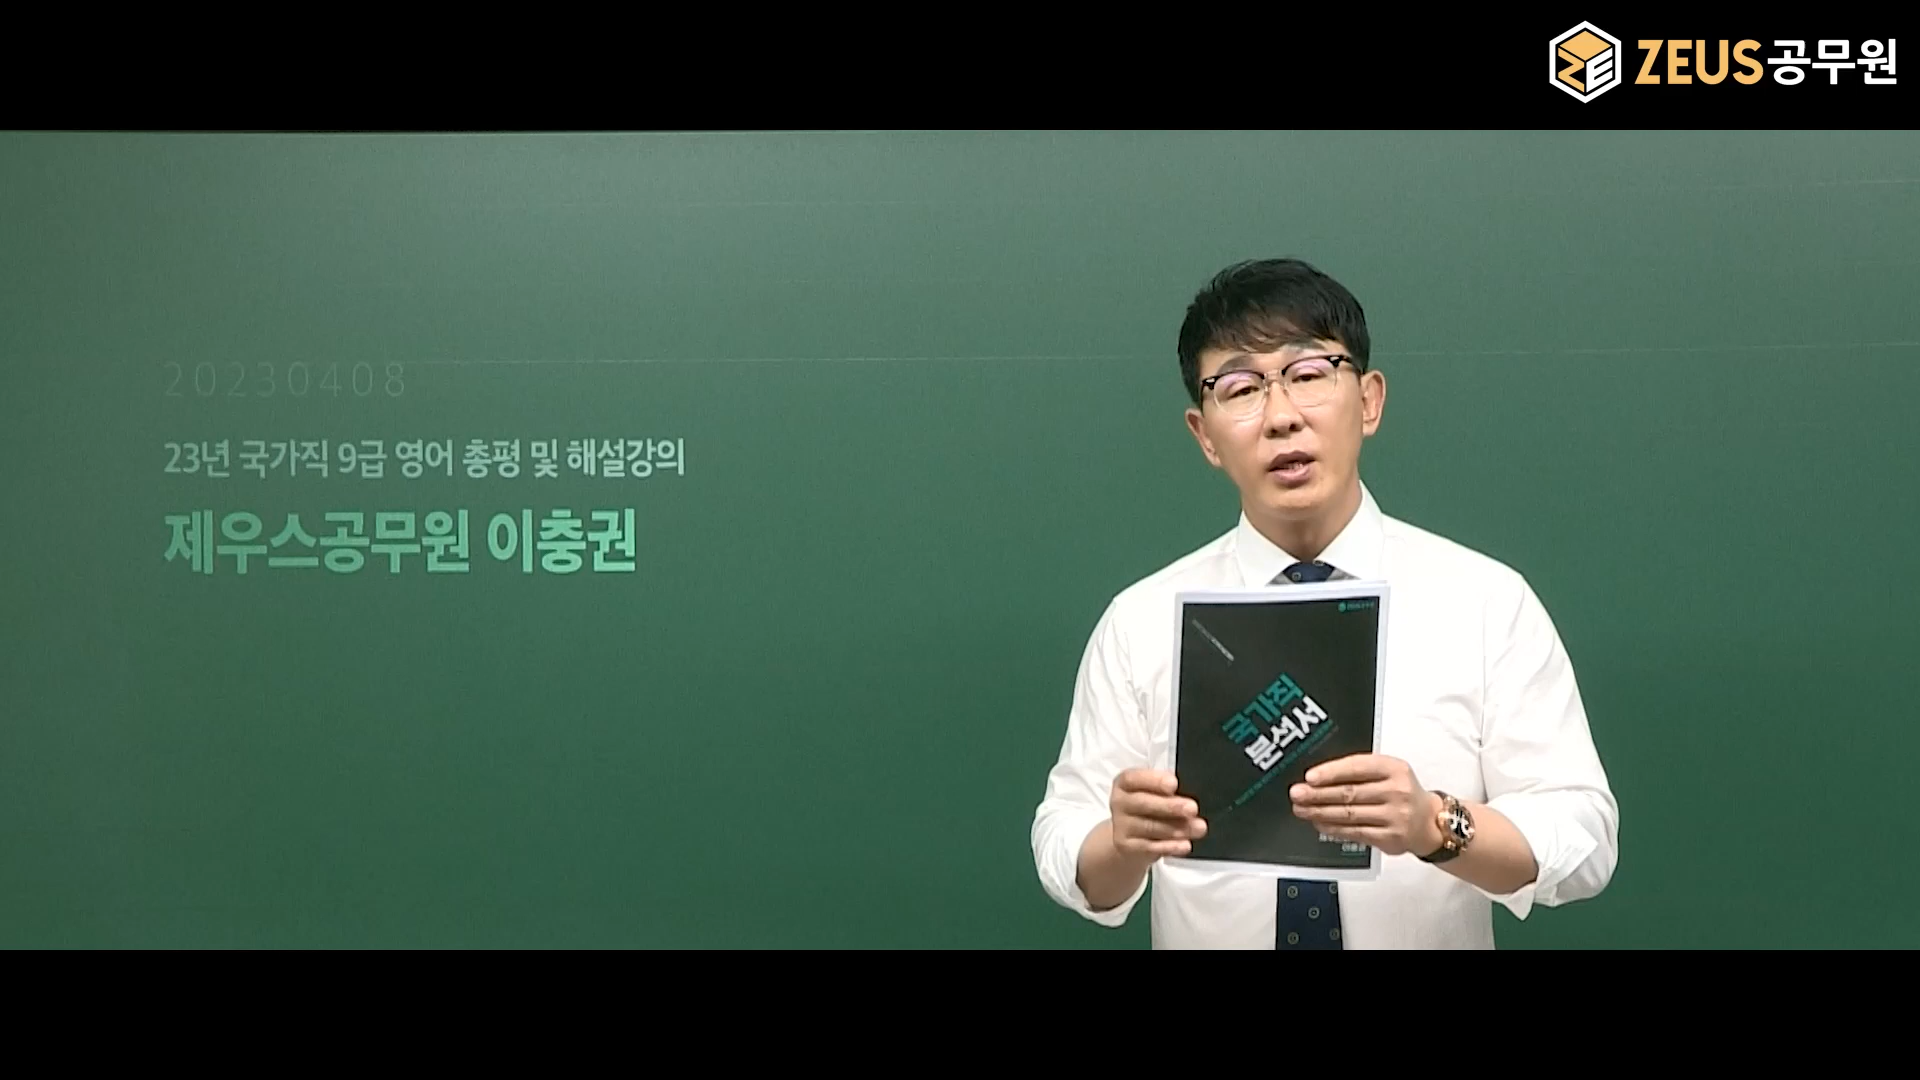 ZEUS공무원
20230408
23년 국가직 9급 영어 총평 및 해설강의
제우스공무원 이충권
국가직
분석서